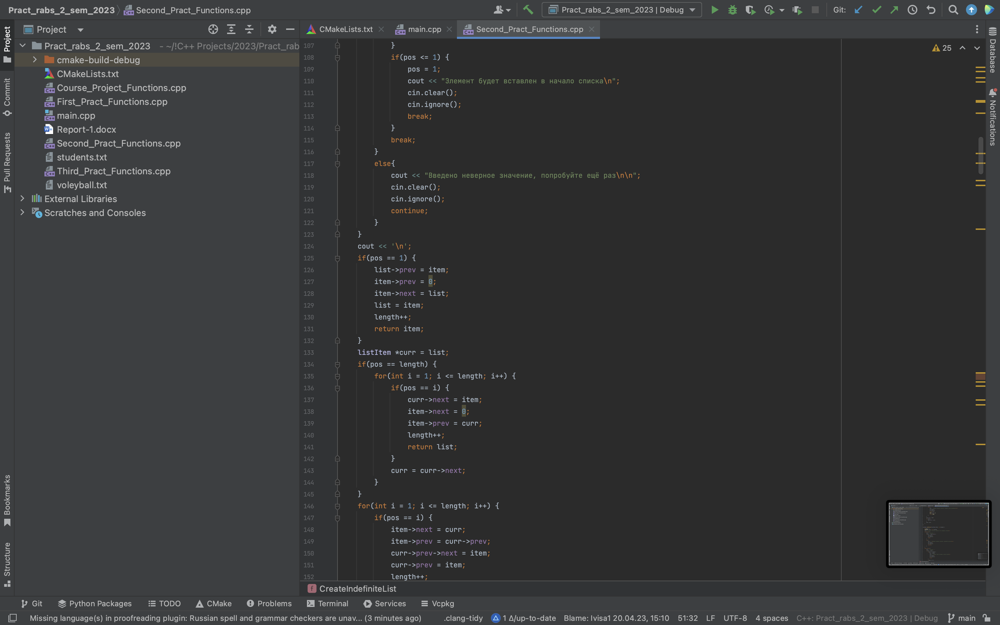 Pract_rabs_2_sem_2023 Second_Pract_Functions.cpp Pract_rabs_2_sem_2023 | Debug Git:
Project
CMakeLists.txt main.cpp Second_Pract_Functions.cpp
Pract_rabs_2_sem_2023 - ~/!C++ Projects/2023/Pract_rab
cmake-build-debug
CMakeLists.txt
Course_Project_Functions.cpp
First_Pract_Functions.cpp
main.cpp
Report-1.docx
Second_Pract_Functions.cpp
students.txt
Third_Pract_Functions.cpp
voleyball.txt
External Libraries
Scratches and Consoles
Project
Commit
Pull Requests
Bookmarks
Structure
25
Database
Notifications
107 }
108 if(pos <= 1) {
109 pos = 1;
110 cout << "Элемент будет вставлен в начало списка\n";
111 cin.clear();
112 cin.ignore();
113 break;
114 }
115 break;
116 }
117 else{
118 cout << "Введено неверное значение, попробуйте ещё раз\n\n";
119 cin.clear();
120 cin.ignore();
121 continue;
122 }
123 }
124 cout << '\n';
125 if(pos == 1) {
126 list->prev = item;
127 item->prev = 0;
128 item->next = list;
129 list = item;
130 length++;
131 return item;
132 }
133 listItem *curr = list;
134 if(pos == length) {
135 for(int i = 1; i <= length; i++) {
136 if(pos == i) {
137 curr->next = item;
138 item->next = 0;
139 item->prev = curr;
140 length++;
141 return list;
142 }
143 curr = curr->next;
144 }
145 }
146 for(int i = 1; i <= length; i++) {
147 if(pos == i) {
148 item->next = curr;
149 item->prev = curr->prev;
150 curr->prev->next = item;
151 curr->prev = item;
152 length++;
f CreateIndefiniteList
Git Python Packages TODO CMake Problems Terminal Services Vcpkg
Missing language(s) in proofreading plugin: Russian spell and grammar checkers are unav... (3 minutes ago) .clang-tidy 1 Δ/up-to-date Blame: Ivisa1 20.04.23, 15:10 51:32 LF UTF-8 4 spaces C++: Pract_rabs_2_sem_2023 | Debug main